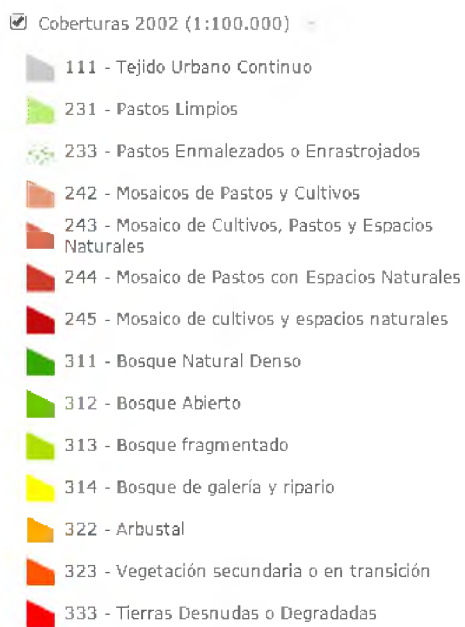 Coberturas 2002 (1:100.000)
111 - Tejido Urbano Continuo
231 - Pastos Limpios
233 - Pastos Enmalezados o Enrastrojados
242 - Mosaicos de Pastos y Cultivos
243 - Mosaico de Cultivos, Pastos y Espacios
Naturales
244 - Mosaico de Pastos con Espacios Naturales
245 - Mosaico de cultivos y espacios naturales
311 - Bosque Natural Denso
312 - Bosque Abierto
313 - Bosque fragmentado
314 - Bosque de galería y ripario
322 - Arbustal
323 - Vegetación secundaria o en transición
333 - Tierras Desnudas o Degradadas